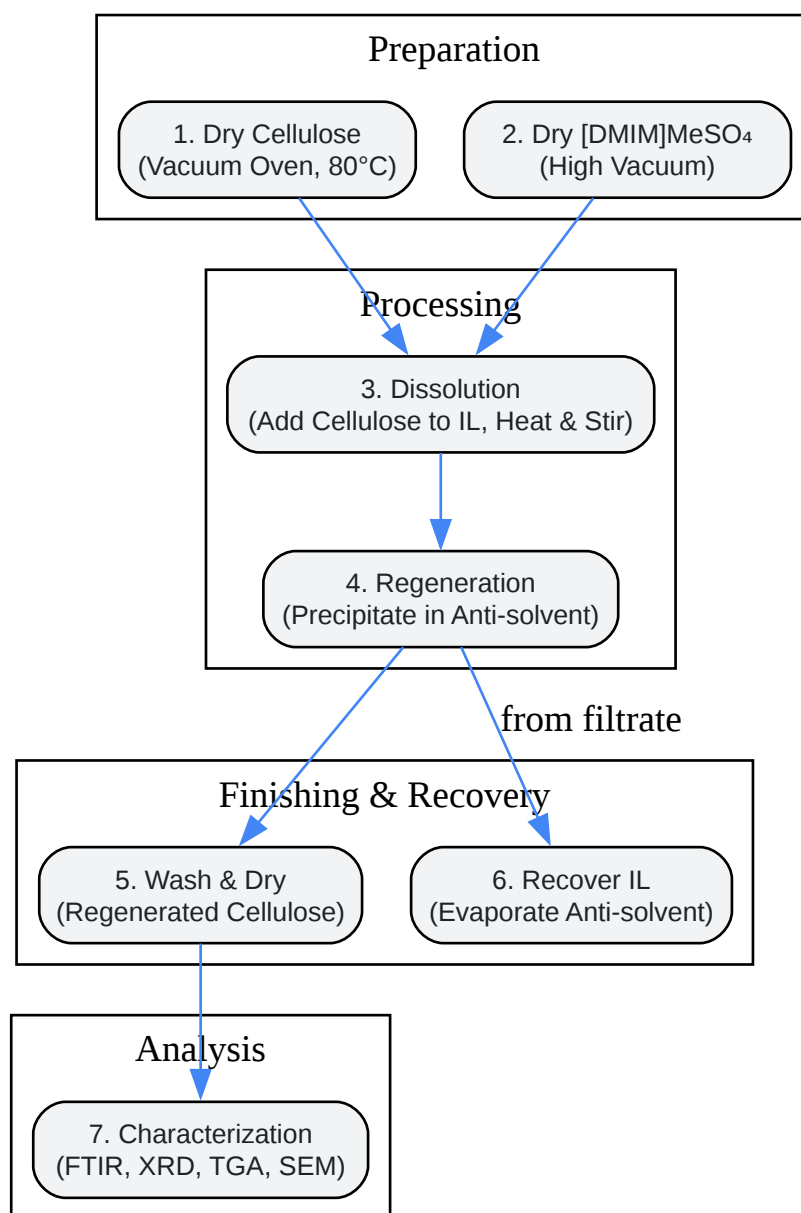 Preparation
1. Dry Cellulose
(Vacuum Oven, 80°C)
2. Dry [DMIM]MeSO₄
(High Vacuum)
Processing
3. Dissolution
(Add Cellulose to IL, Heat & Stir)
4. Regeneration
(Precipitate in Anti-solvent)
from filtrate
Finishing & Recovery
5. Wash & Dry
(Regenerated Cellulose)
6. Recover IL
(Evaporate Anti-solvent)
Analysis
7. Characterization
(FTIR, XRD, TGA, SEM)